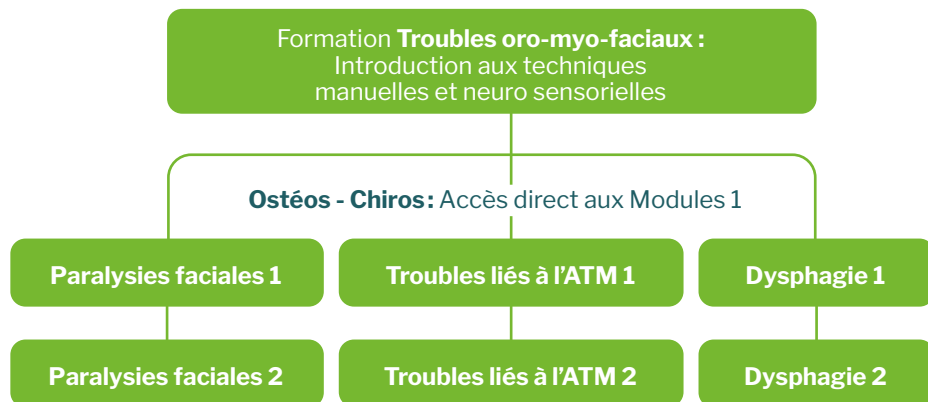 Formation Troubles oro-myo-faciaux :
Introduction aux techniques
manuelles et neuro sensorielles
Ostéos - Chiros : Accès direct aux Modules 1
Paralysies faciales 1
Troubles liés à l’ATM 1
Dysphagie 1
Paralysies faciales 2
Troubles liés à l’ATM 2
Dysphagie 2